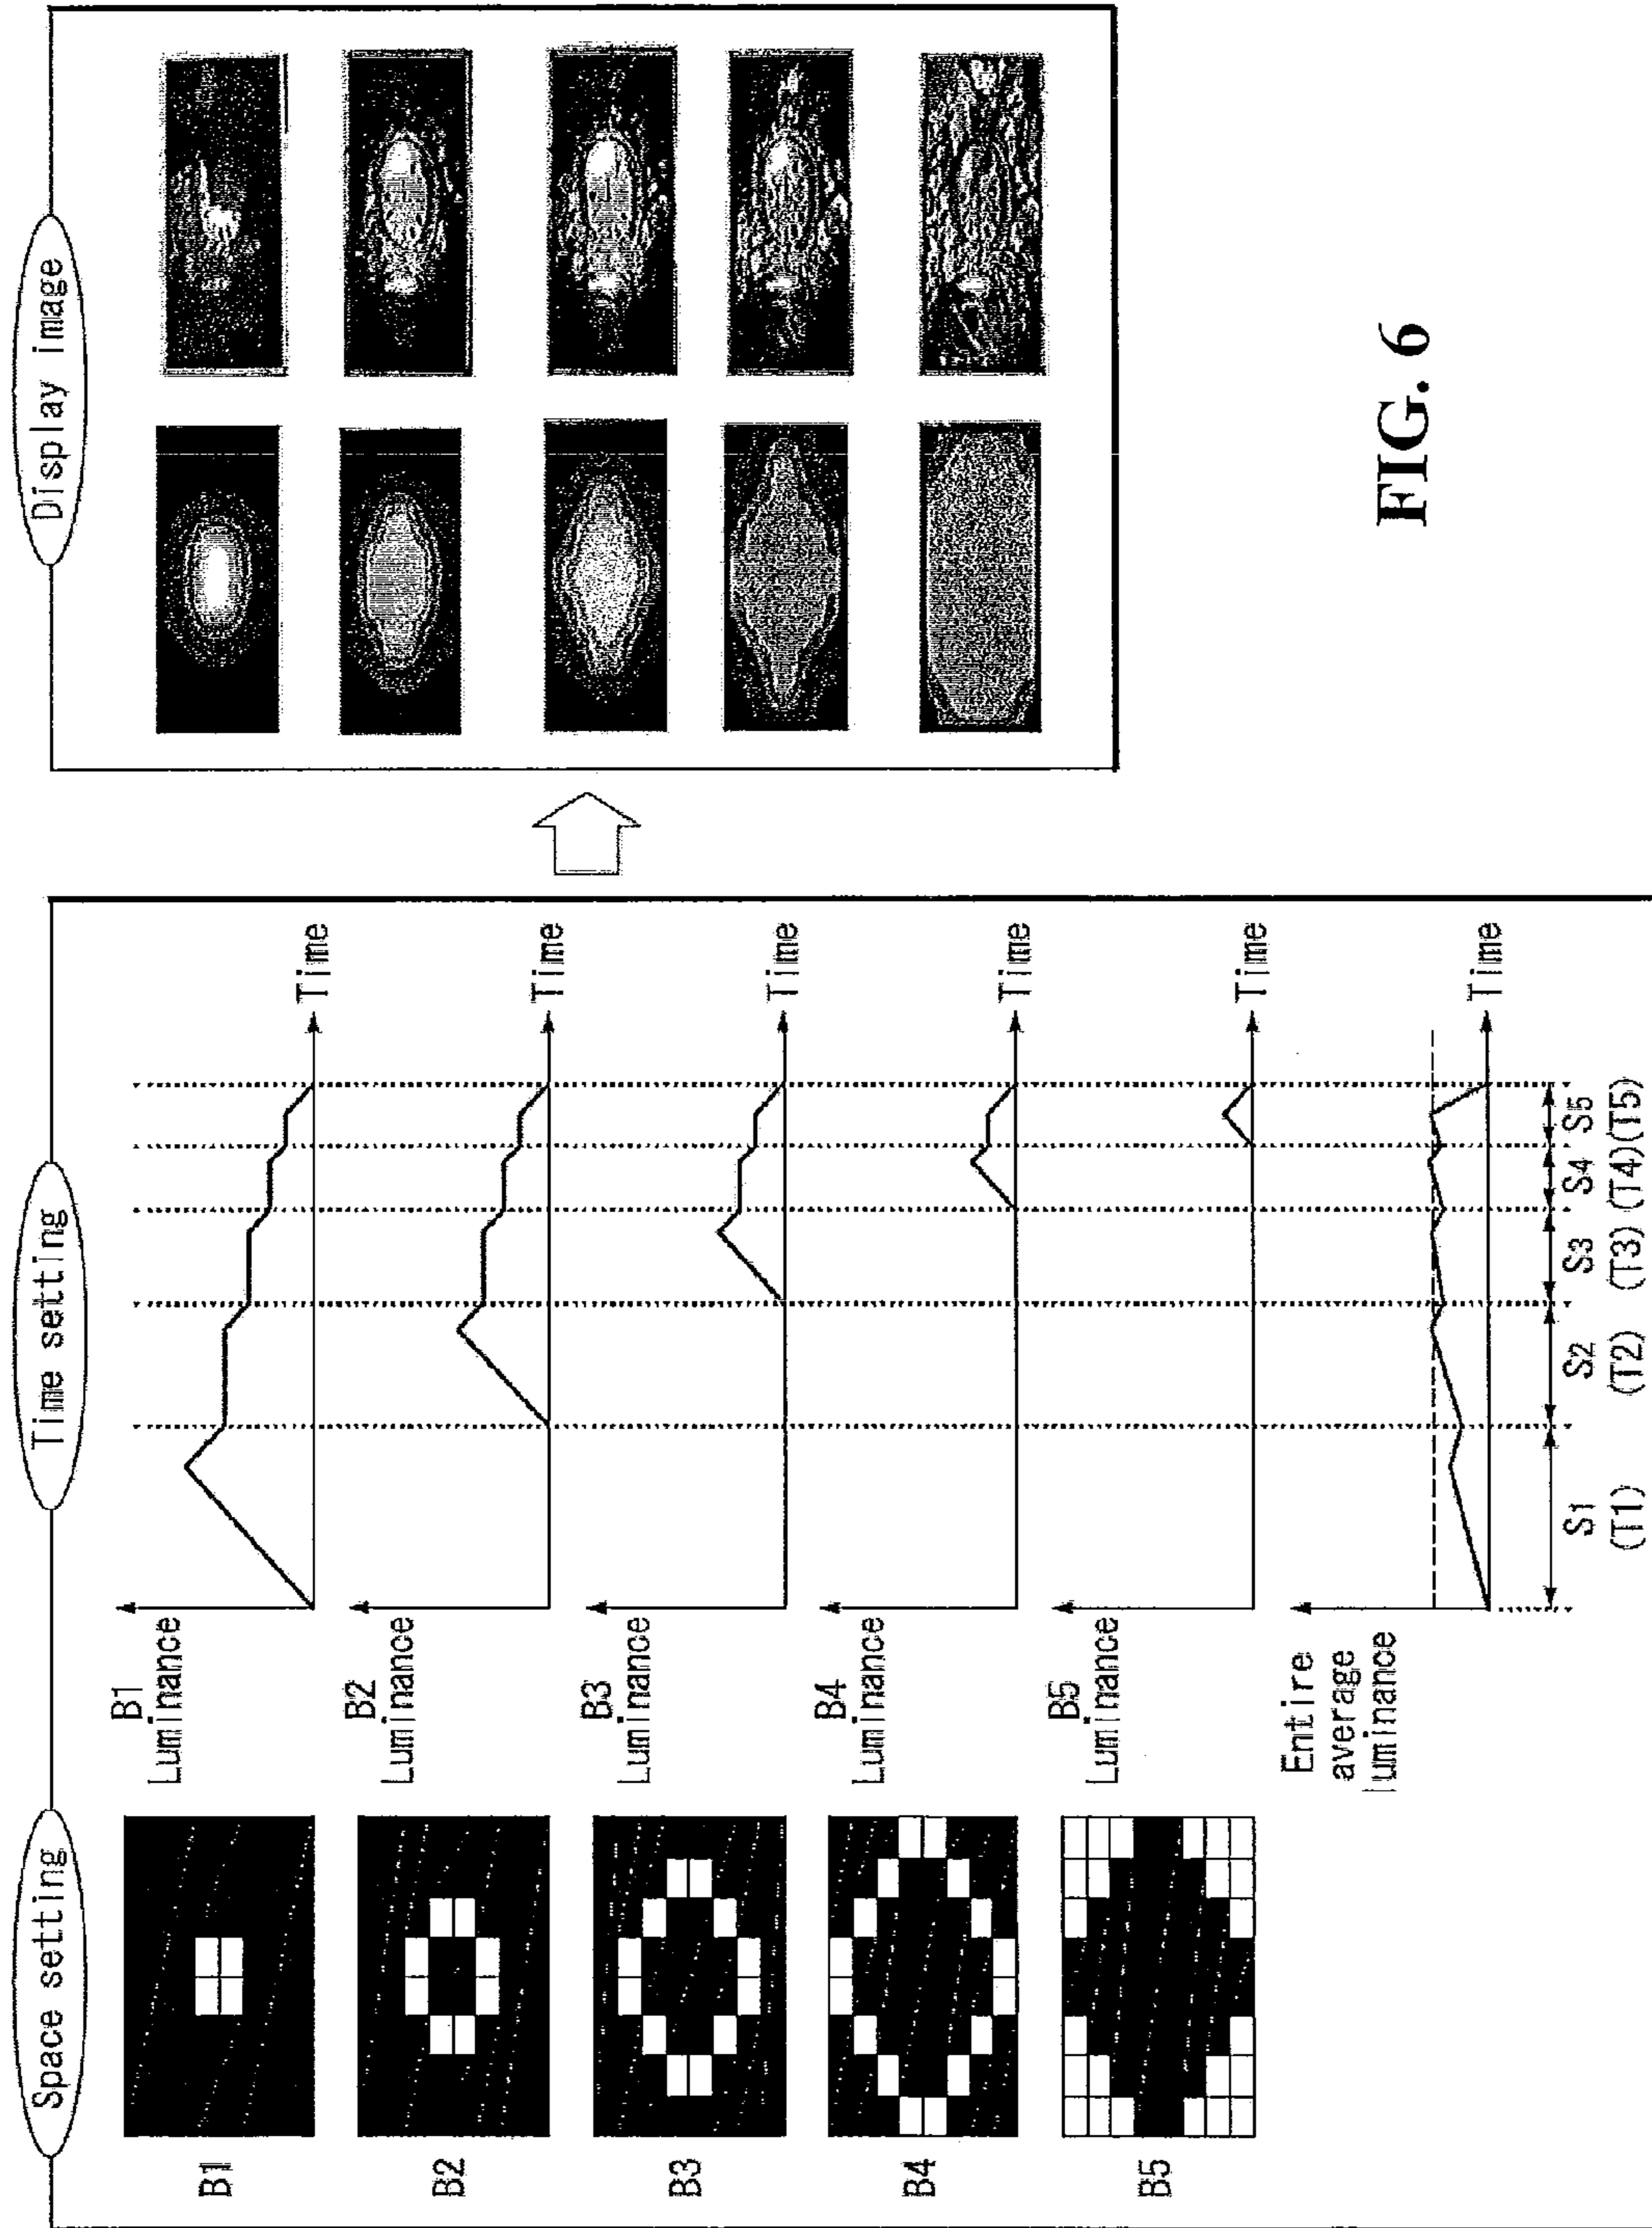 Space setting
Time setting
Display image
B1
B1
Luminance
Time
B2
B2
Luminance
Time
B3
B3
Luminance
Time
B4
B4
Luminance
Time
B5
B5
Luminance
Time
Entire
average
luminance
Time
S1 S2 S3 S4 S5
(T1) (T2) (T3) (T4) (T5)
FIG. 6